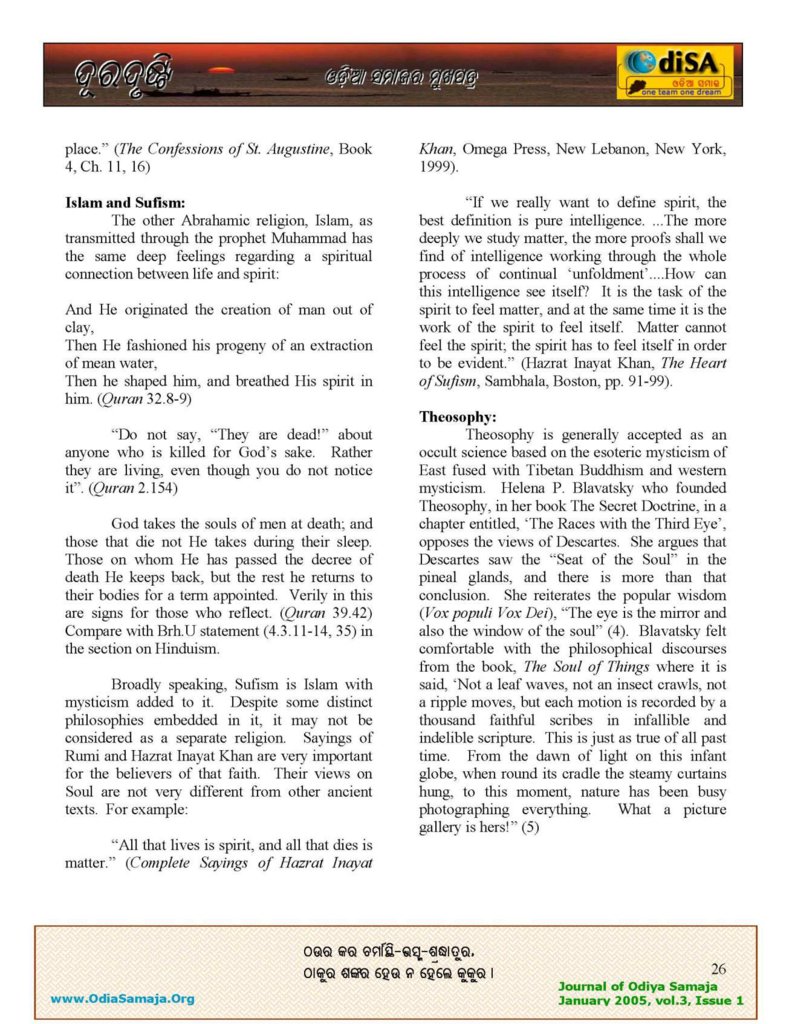 ଦୂରଦୃଷ୍ଟି
ଓଡ଼ିଆ ସମାଜର ମୁଖପତ୍ର
OdiSA
ଓଡ଼ିଆ ସମାଜ
one team one dream
place.” (The Confessions of St. Augustine, Book
4, Ch. 11, 16)
Islam and Sufism:
The other Abrahamic religion, Islam, as
transmitted through the prophet Muhammad has
the same deep feelings regarding a spiritual
connection between life and spirit:
And He originated the creation of man out of
clay,
Then He fashioned his progeny of an extraction
of mean water,
Then he shaped him, and breathed His spirit in
him. (Quran 32.8-9)
“Do not say, “They are dead!” about
anyone who is killed for God’s sake. Rather
they are living, even though you do not notice
it”. (Quran 2.154)
God takes the souls of men at death; and
those that die not He takes during their sleep.
Those on whom He has passed the decree of
death He keeps back, but the rest he returns to
their bodies for a term appointed. Verily in this
are signs for those who reflect. (Quran 39.42)
Compare with Brh.U statement (4.3.11-14, 35) in
the section on Hinduism.
Broadly speaking, Sufism is Islam with
mysticism added to it. Despite some distinct
philosophies embedded in it, it may not be
considered as a separate religion. Sayings of
Rumi and Hazrat Inayat Khan are very important
for the believers of that faith. Their views on
Soul are not very different from other ancient
texts. For example:
“All that lives is spirit, and all that dies is
matter.” (Complete Sayings of Hazrat Inayat
Khan, Omega Press, New Lebanon, New York,
1999).
“If we really want to define spirit, the
best definition is pure intelligence. ...The more
deeply we study matter, the more proofs shall we
find of intelligence working through the whole
process of continual ‘unfoldment’....How can
this intelligence see itself? It is the task of the
spirit to feel matter, and at the same time it is the
work of the spirit to feel itself. Matter cannot
feel the spirit; the spirit has to feel itself in order
to be evident.” (Hazrat Inayat Khan, The Heart
of Sufism, Sambhala, Boston, pp. 91-99).
Theosophy:
Theosophy is generally accepted as an
occult science based on the esoteric mysticism of
East fused with Tibetan Buddhism and western
mysticism. Helena P. Blavatsky who founded
Theosophy, in her book The Secret Doctrine, in a
chapter entitled, ‘The Races with the Third Eye’,
opposes the views of Descartes. She argues that
Descartes saw the “Seat of the Soul” in the
pineal glands, and there is more than that
conclusion. She reiterates the popular wisdom
(Vox populi Vox Dei), “The eye is the mirror and
also the window of the soul” (4). Blavatsky felt
comfortable with the philosophical discourses
from the book, The Soul of Things where it is
said, ‘Not a leaf waves, not an insect crawls, not
a ripple moves, but each motion is recorded by a
thousand faithful scribes in infallible and
indelible scripture. This is just as true of all past
time. From the dawn of light on this infant
globe, when round its cradle the steamy curtains
hung, to this moment, nature has been busy
photographing everything. What a picture
gallery is hers!” (5)
ଠଉର କର ଚର୍ମାଛି-ଭସ୍ମ-ଶ୍ରଦ୍ଧାତୁର,
ଠାକୁର ଶଙ୍କର ହେଉ ନ ହେଲେ କୁକୁର ।
26
www.OdiaSamaja.Org
Journal of Odiya Samaja
January 2005, vol.3, Issue 1